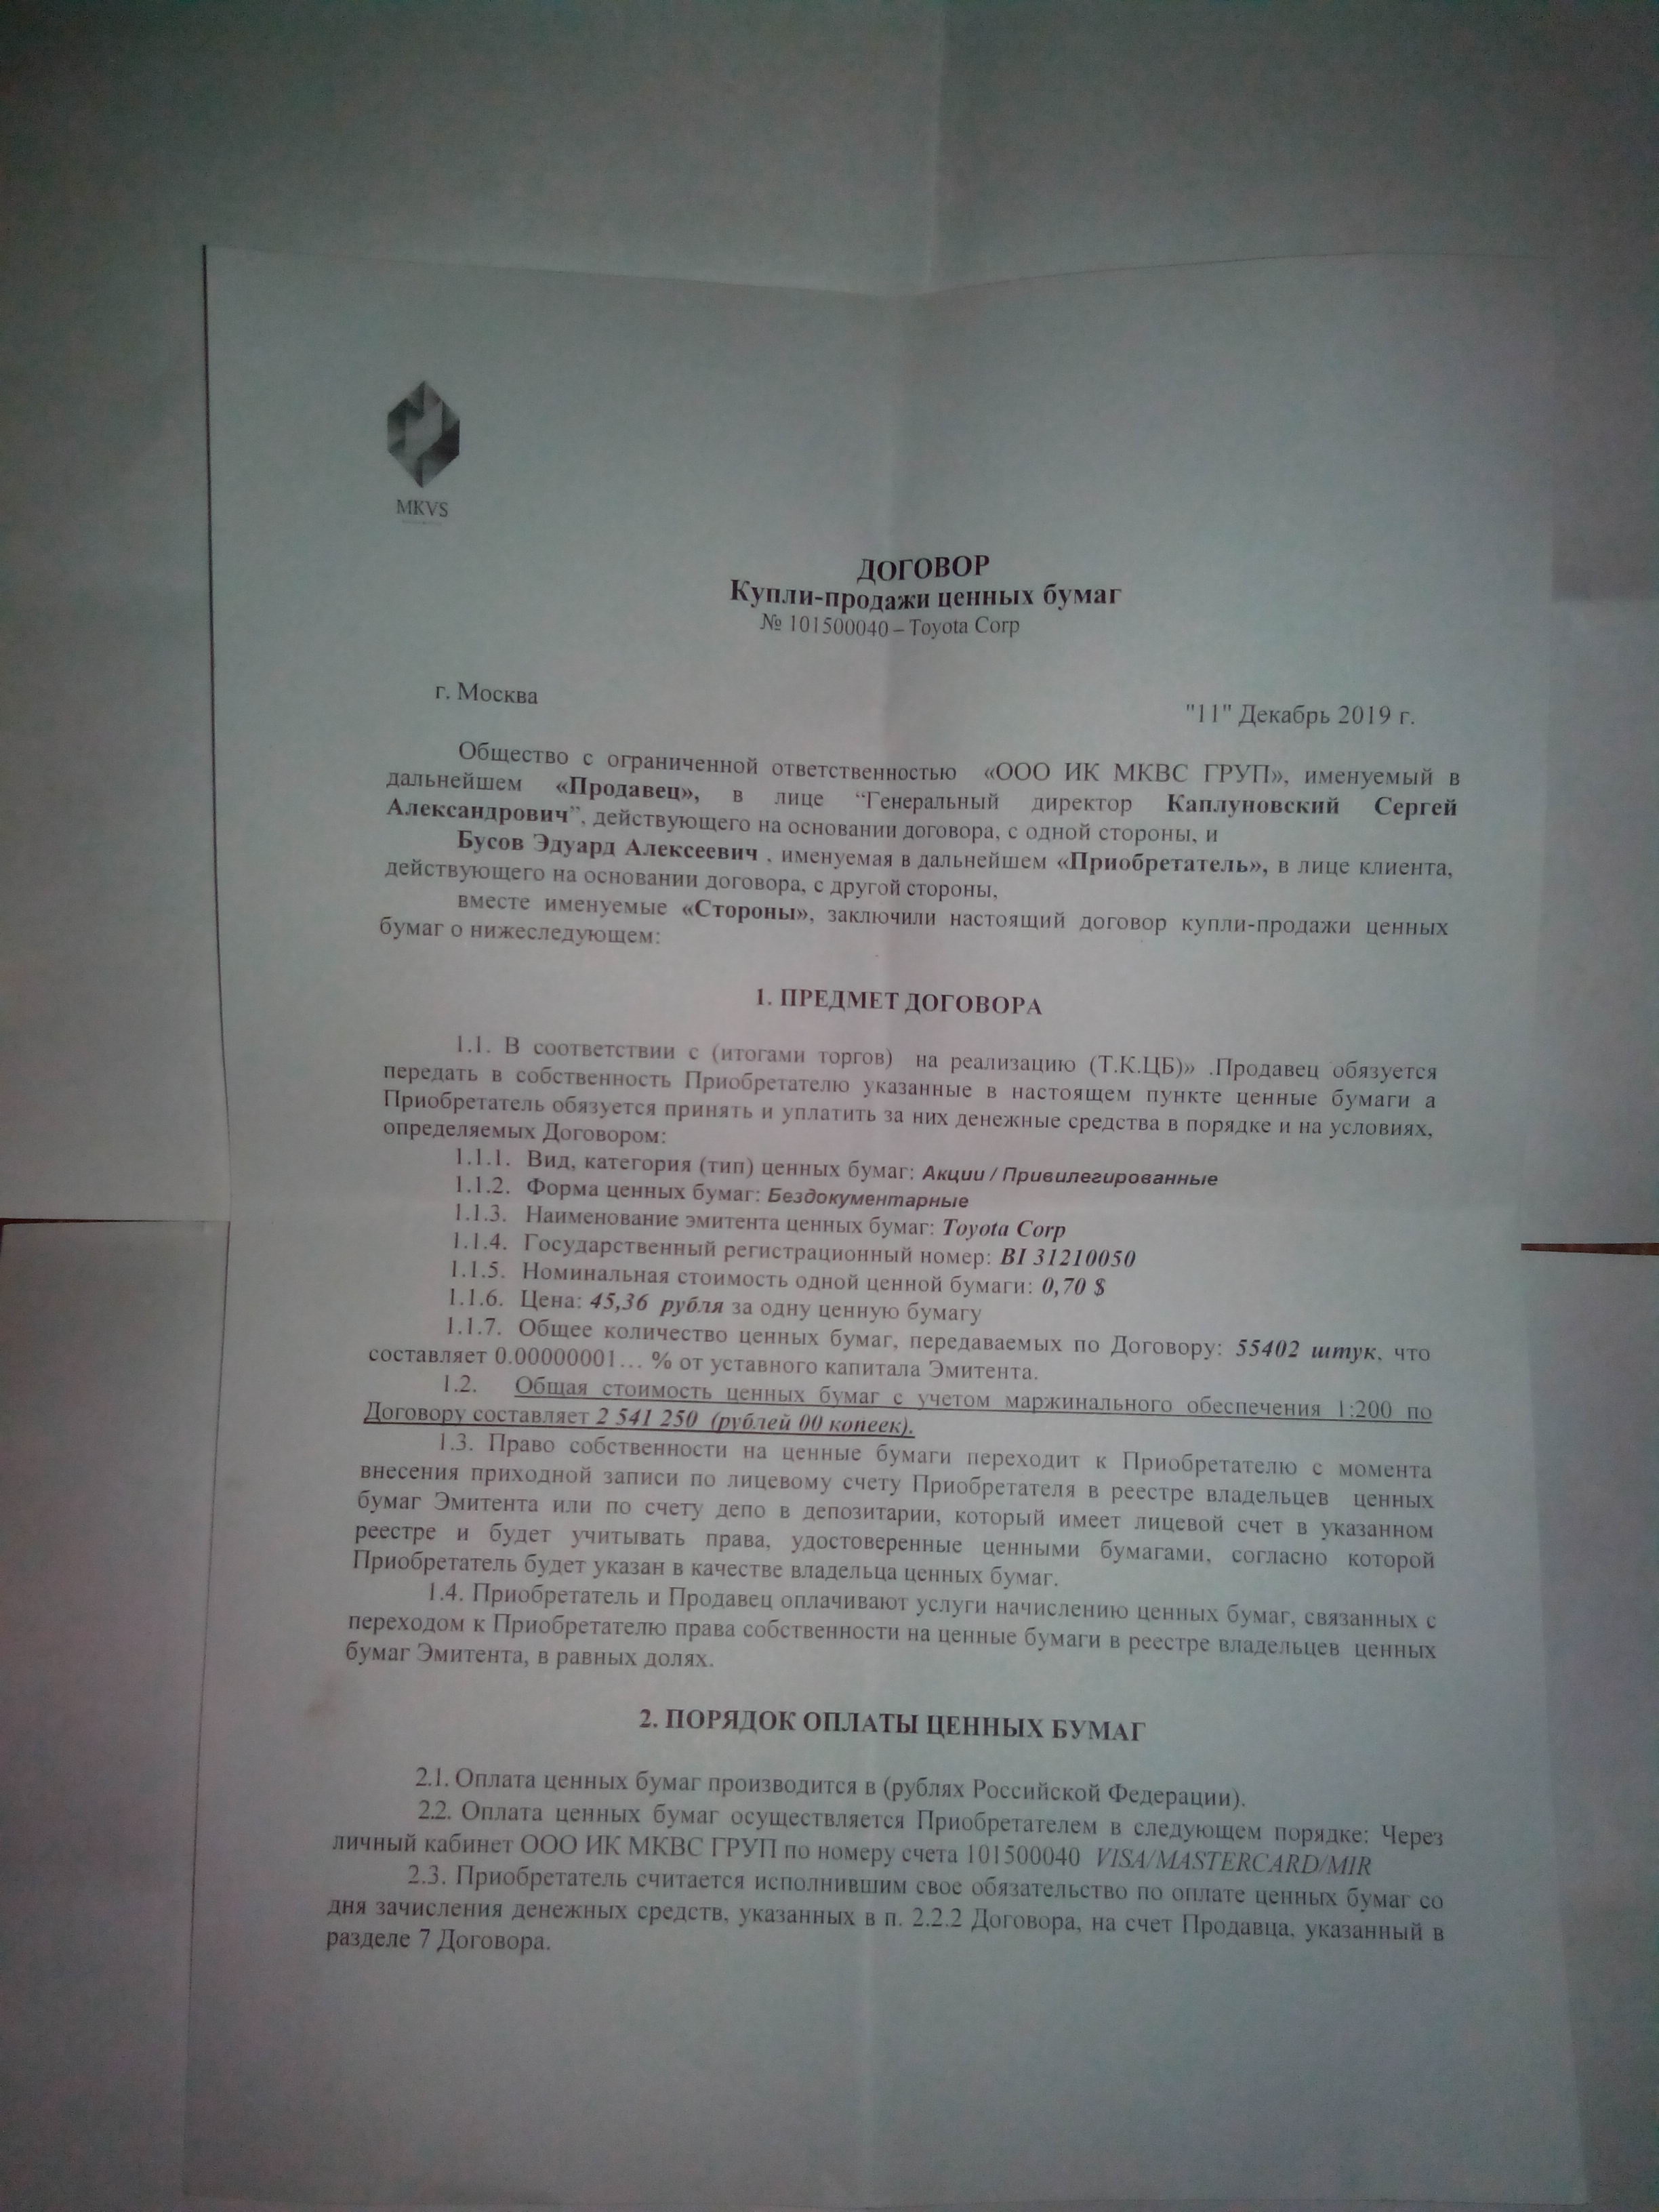 MKVS
ДОГОВОР
Купли-продажи ценных бумаг
№ 101500040 – Toyota Corp
г. Москва
"11" Декабрь 2019 г.
Общество с ограниченной ответственностью «ООО ИК МКВС ГРУП», именуемый в
дальнейшем «Продавец», в лице “Генеральный директор Каплуновский Сергей
Александрович”, действующего на основании договора, с одной стороны, и
Бусов Эдуард Алексеевич , именуемая в дальнейшем «Приобретатель», в лице клиента,
действующего на основании договора, с другой стороны,
вместе именуемые «Стороны», заключили настоящий договор купли-продажи ценных
бумаг о нижеследующем:
1. ПРЕДМЕТ ДОГОВОРА
1.1. В соответствии с (итогами торгов) на реализацию (Т.К.ЦБ)» .Продавец обязуется
передать в собственность Приобретателю указанные в настоящем пункте ценные бумаги а
Приобретатель обязуется принять и уплатить за них денежные средства в порядке и на условиях,
определяемых Договором:
1.1.1. Вид, категория (тип) ценных бумаг: Акции / Привилегированные
1.1.2. Форма ценных бумаг: Бездокументарные
1.1.3. Наименование эмитента ценных бумаг: Toyota Corp
1.1.4. Государственный регистрационный номер: BI 31210050
1.1.5. Номинальная стоимость одной ценной бумаги: 0,70 $
1.1.6. Цена: 45,36 рубля за одну ценную бумагу
1.1.7. Общее количество ценных бумаг, передаваемых по Договору: 55402 штук, что
составляет 0.00000001… % от уставного капитала Эмитента.
1.2. Общая стоимость ценных бумаг с учетом маржинального обеспечения 1:200 по
Договору составляет 2 541 250 (рублей 00 копеек).
1.3. Право собственности на ценные бумаги переходит к Приобретателю с момента
внесения приходной записи по лицевому счету Приобретателя в реестре владельцев ценных
бумаг Эмитента или по счету депо в депозитарии, который имеет лицевой счет в указанном
реестре и будет учитывать права, удостоверенные ценными бумагами, согласно которой
Приобретатель будет указан в качестве владельца ценных бумаг.
1.4. Приобретатель и Продавец оплачивают услуги начислению ценных бумаг, связанных с
переходом к Приобретателю права собственности на ценные бумаги в реестре владельцев ценных
бумаг Эмитента, в равных долях.
2. ПОРЯДОК ОПЛАТЫ ЦЕННЫХ БУМАГ
2.1. Оплата ценных бумаг производится в (рублях Российской Федерации).
2.2. Оплата ценных бумаг осуществляется Приобретателем в следующем порядке: Через
личный кабинет ООО ИК МКВС ГРУП по номеру счета 101500040 VISA/MASTERCARD/MIR
2.3. Приобретатель считается исполнившим свое обязательство по оплате ценных бумаг со
дня зачисления денежных средств, указанных в п. 2.2.2 Договора, на счет Продавца, указанный в
разделе 7 Договора.